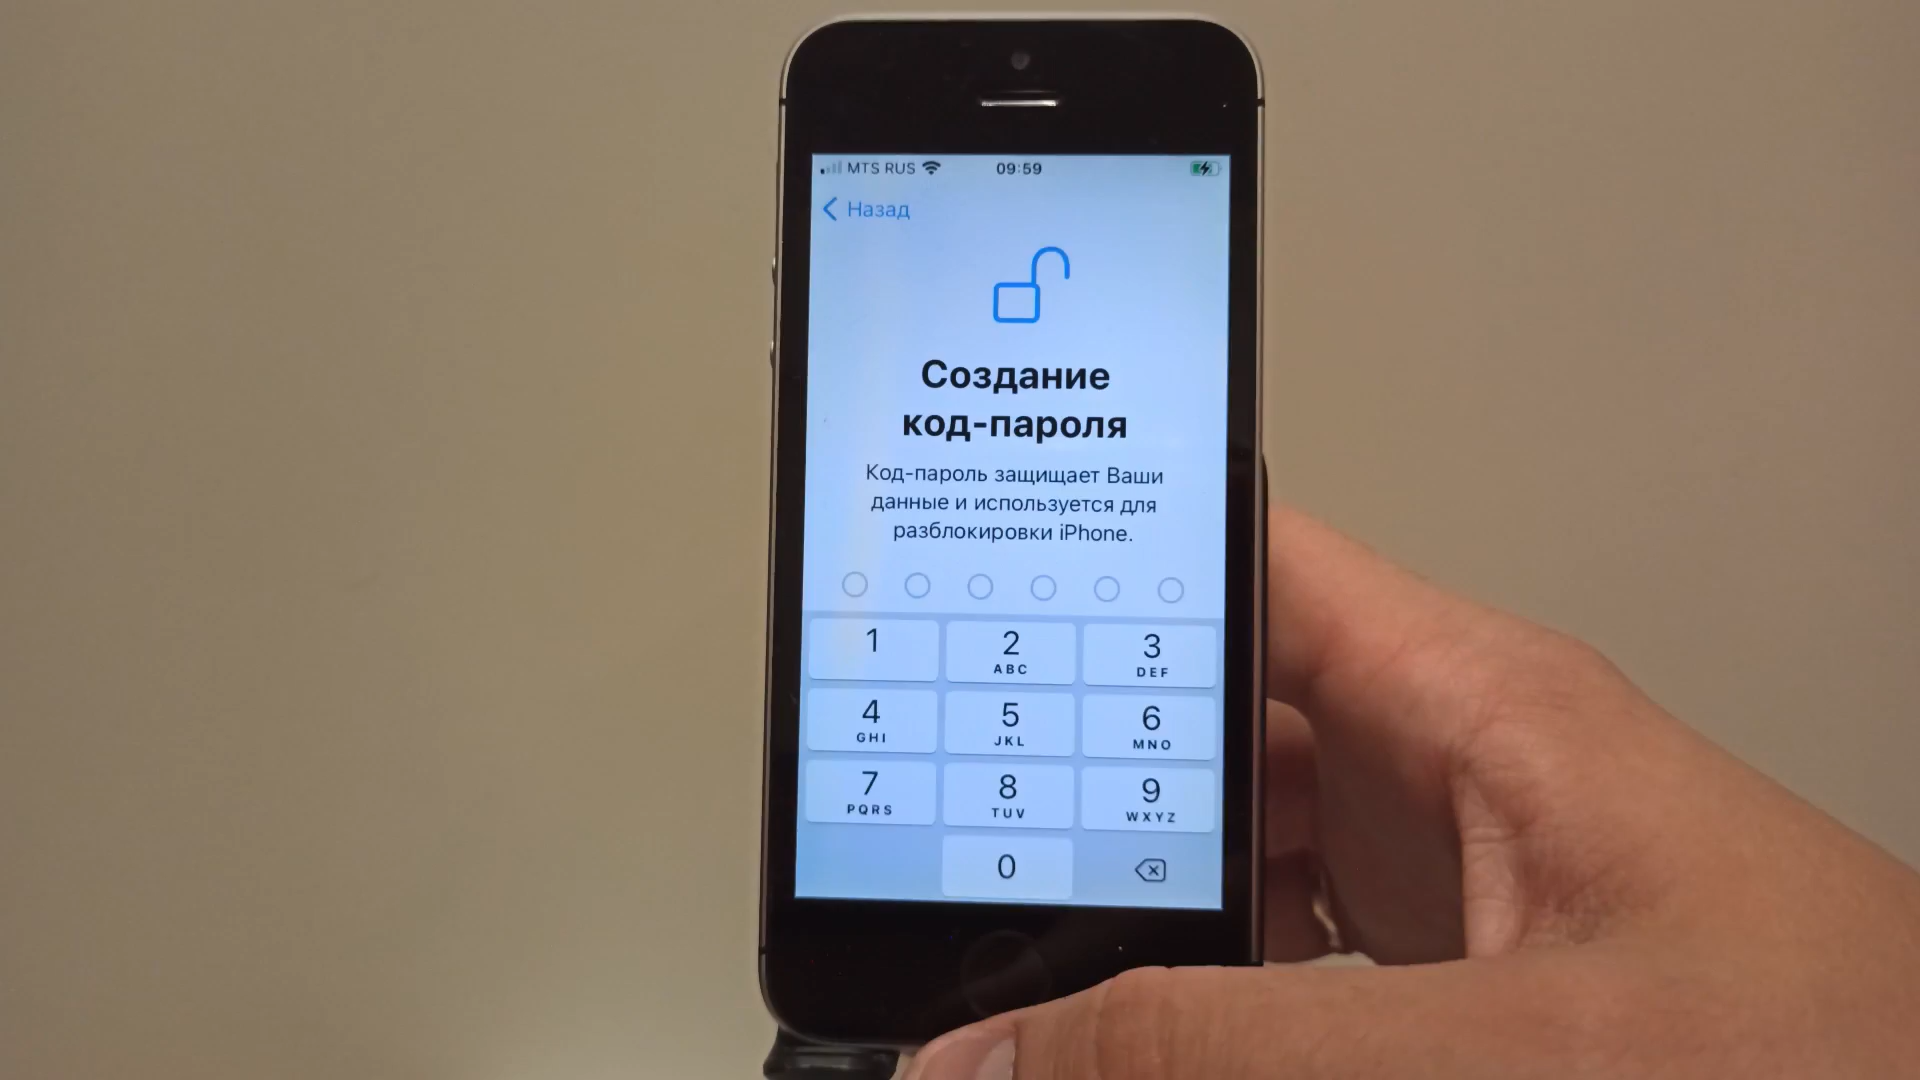 MTS RUS 09:59
Назад
Создание
код-пароля
Код-пароль защищает Ваши
данные и используется для
разблокировки iPhone.
1 2 3
ABC DEF
4 5 6
GHI JKL MNO
7 8 9
PQRS TUV WXYZ
0